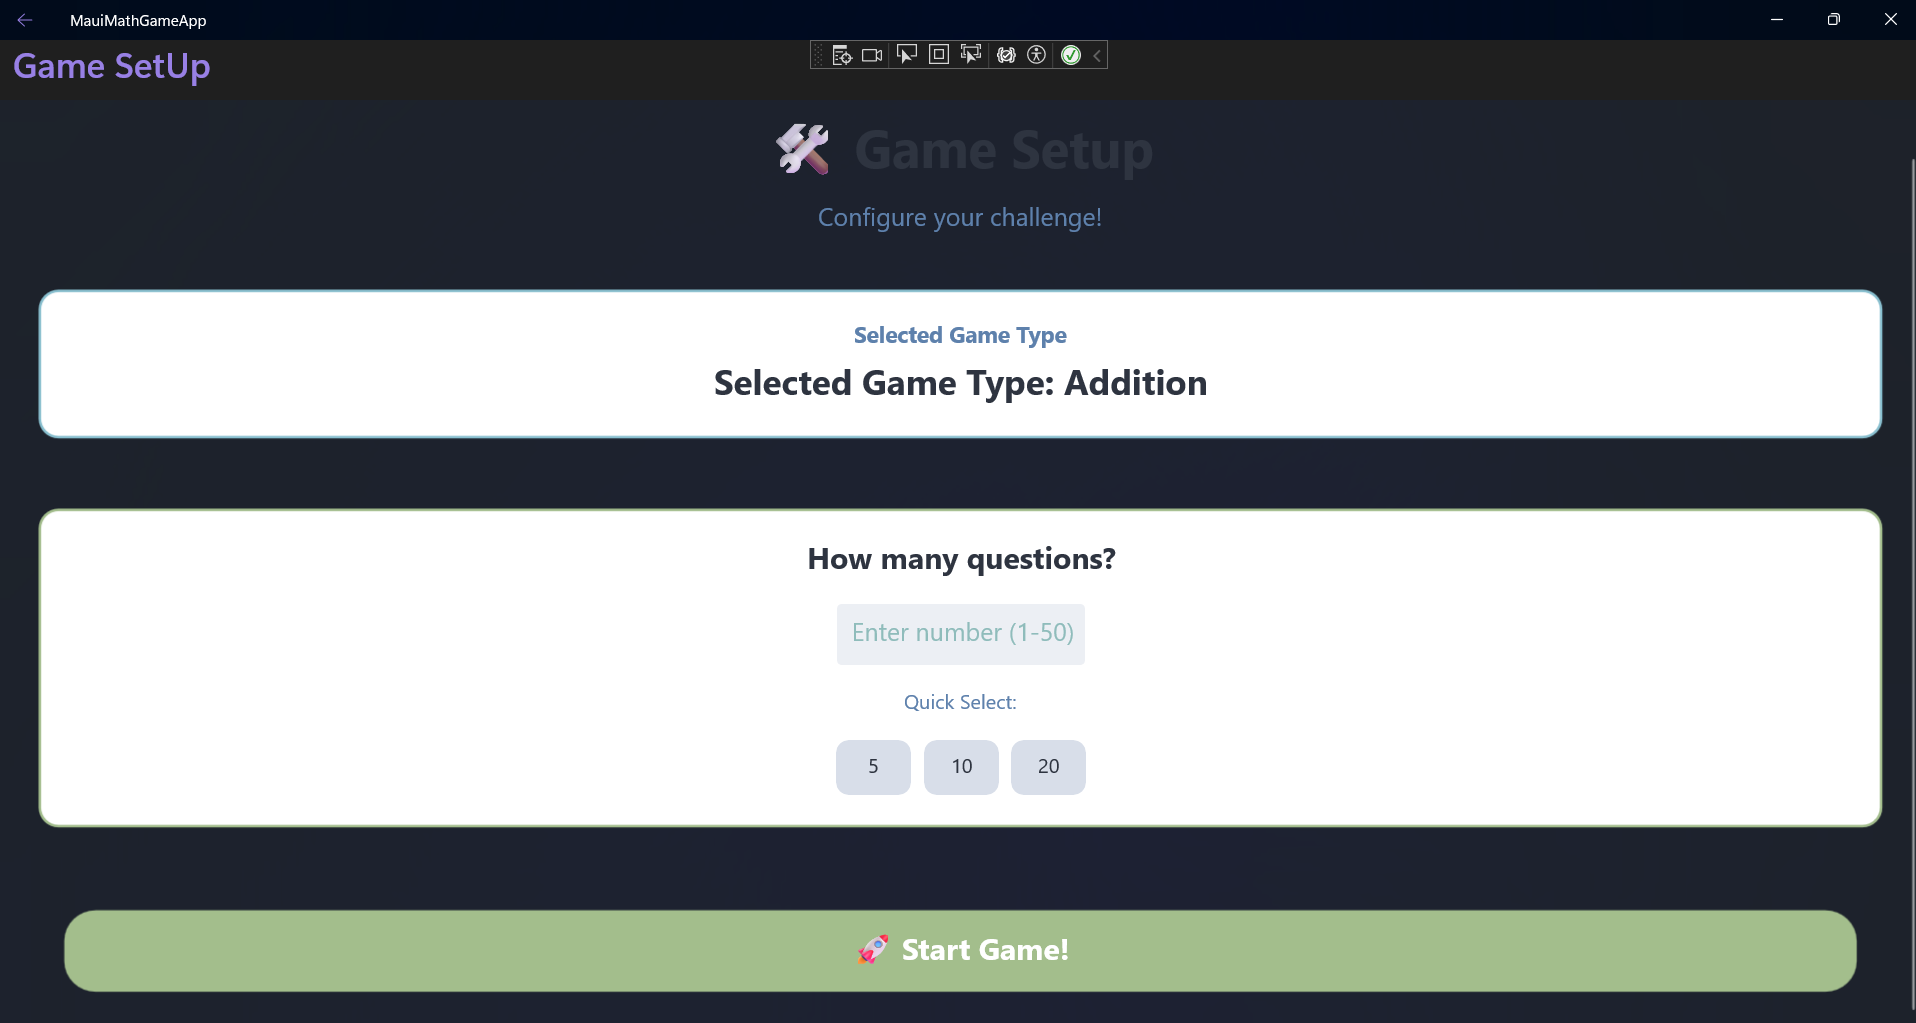 MauiMathGameApp
Game SetUp
Game Setup
Configure your challenge!
Selected Game Type
Selected Game Type: Addition
How many questions?
Enter number (1-50)
Quick Select:
5 10 20
Start Game!